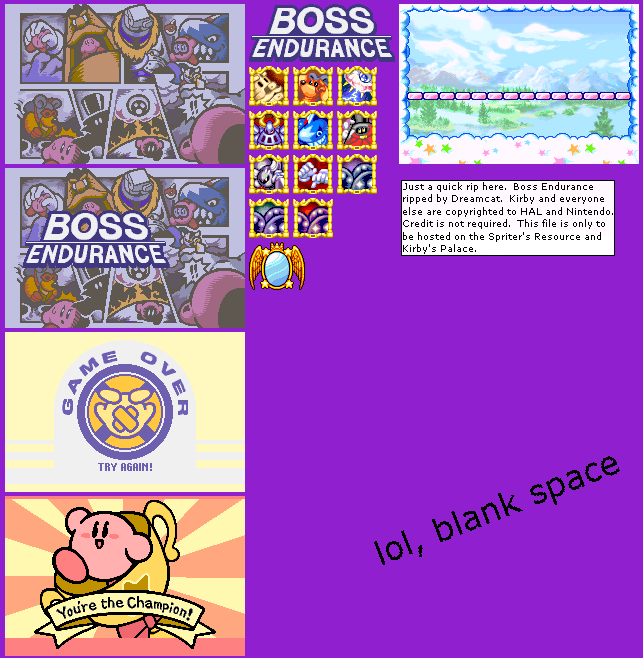 BOSS
ENDURANCE
Just a quick rip here.  Boss Endurance
ripped by Dreamcat.  Kirby and everyone
else are copyrighted to HAL and Nintendo.
Credit is not required.  This file is only to
be hosted on the Spriter's Resource and
Kirby's Palace.
BOSS
ENDURANCE
GAME OVER
TRY AGAIN!
lol, blank space
You're the Champion!